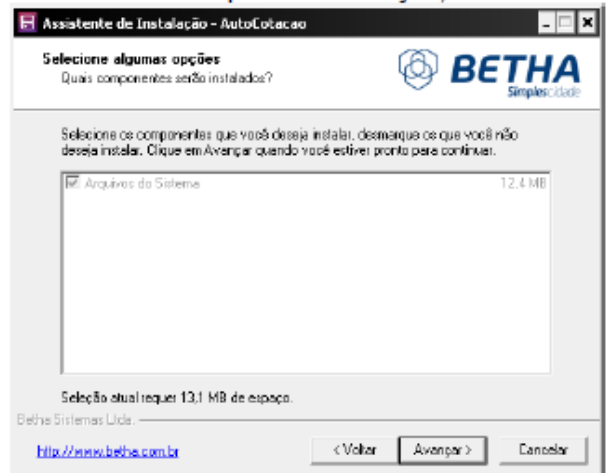 Assistente de Instalação - AutoCotacao
Selecione algumas opções
Quais componentes serão instalados?
BETHA
Simplescidade
Selecione os componentes que você deseja instalar, desmarque os que você não
deseja instalar. Clique em Avançar quando você estiver pronto para continuar.
Arquivos do Sistema 12,4 MB
Seleção atual requer 13,1 MB de espaço.
Betha Sistemas Ltda.
http://www.betha.com.br
< Voltar Avançar > Cancelar